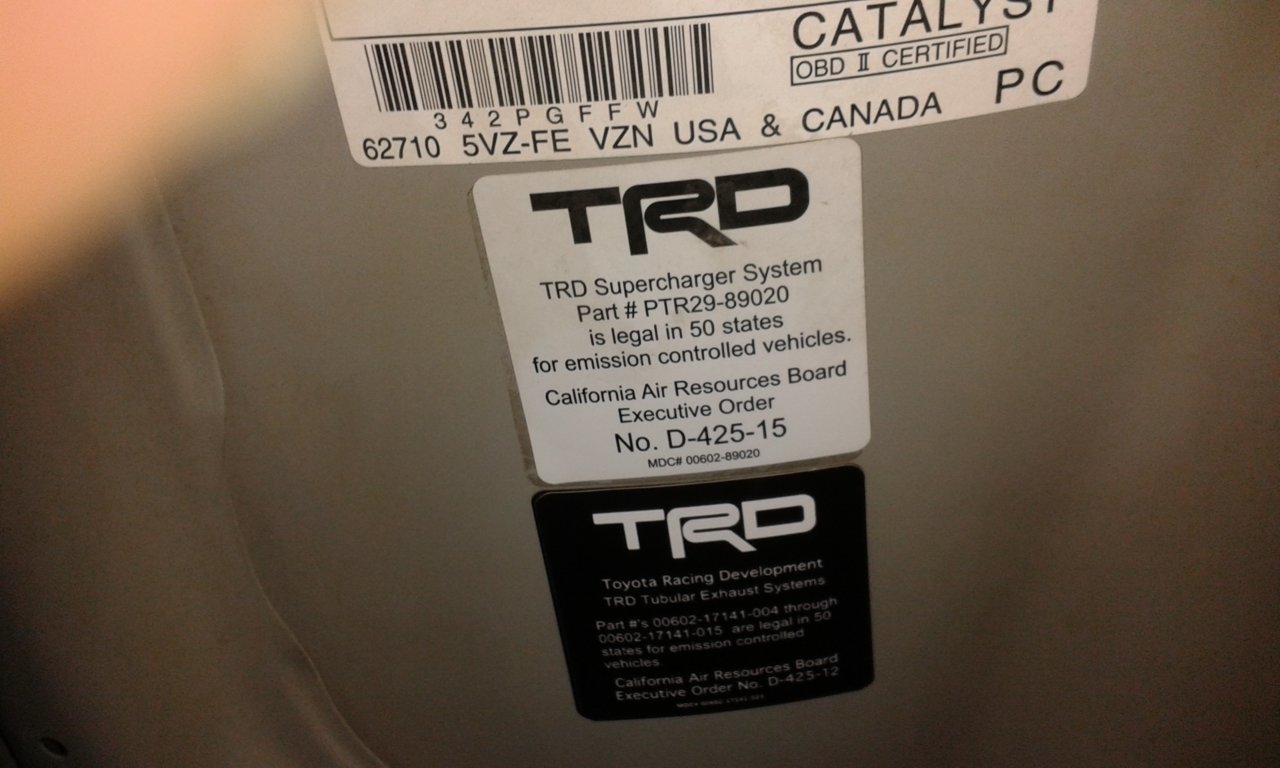 CATALYST
OBD II CERTIFIED
PC
3 4 2 P G F F W
62710 5VZ-FE VZN USA & CANADA
TRD
TRD Supercharger System
Part # PTR29-89020
is legal in 50 states
for emission controlled vehicles.
California Air Resources Board
Executive Order
No. D-425-15
MDC# 00602-89020
TRD
Toyota Racing Development
TRD Tubular Exhaust Systems
Part #'s 00602-17141-004 through
00602-17141-015 are legal in 50
states for emission controlled
vehicles.
California Air Resources Board
Executive Order No. D-425-12